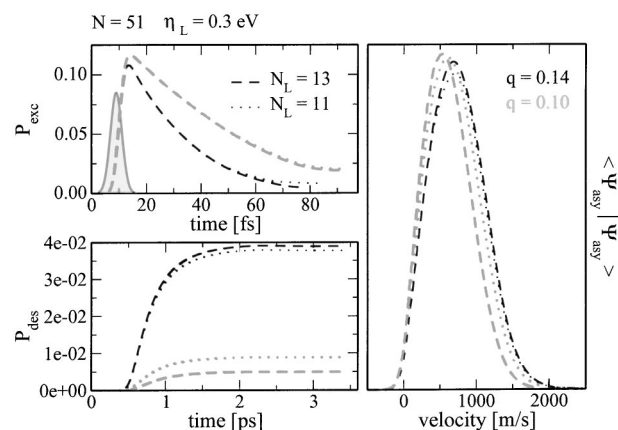 N = 51 η_L = 0.3 eV
P_exc
0.10
0.05
0.00
N_L = 13
N_L = 11
0 20 40 60 80
time [fs]
P_des
4e-02
3e-02
2e-02
1e-02
0e+00
0 1 2 3
time [ps]
q = 0.14
q = 0.10
0 1000 2000
velocity [m/s]
< Ψ_asy | Ψ_asy >